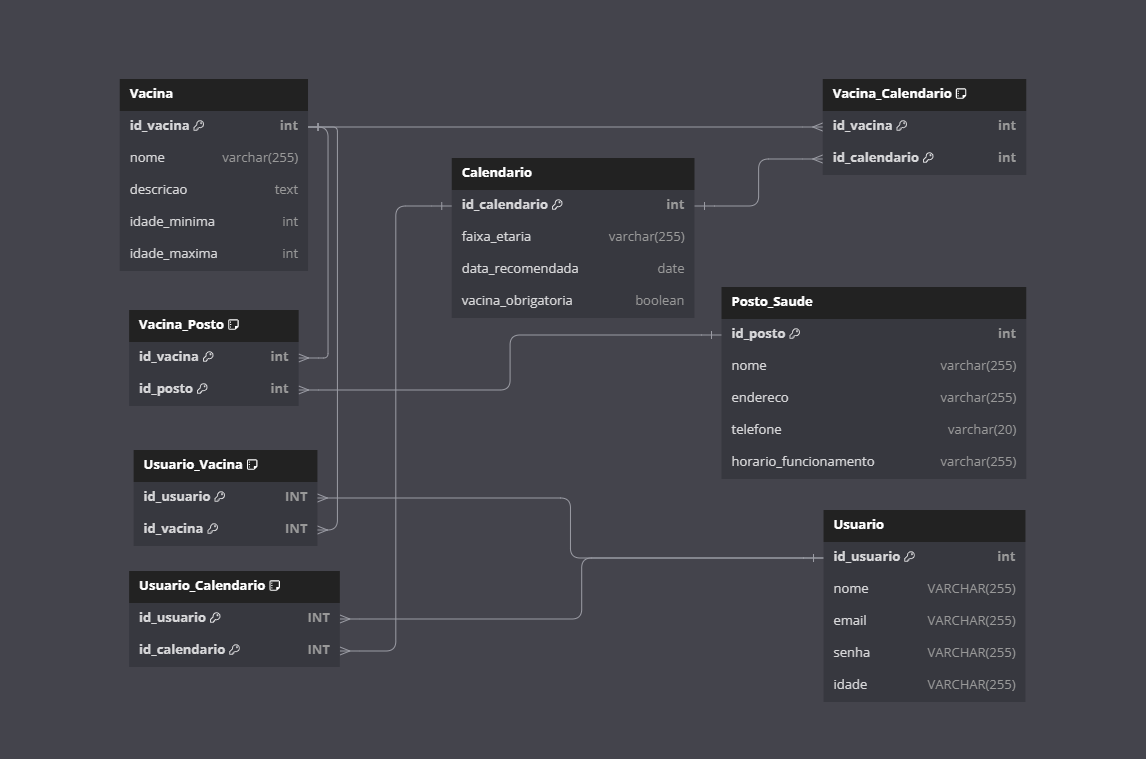 Vacina
id_vacina int
nome varchar(255)
descricao text
idade_minima int
idade_maxima int
Vacina_Calendario
id_vacina int
id_calendario int
Calendario
id_calendario int
faixa_etaria varchar(255)
data_recomendada date
vacina_obrigatoria boolean
Posto_Saude
id_posto int
nome varchar(255)
endereco varchar(255)
telefone varchar(20)
horario_funcionamento varchar(255)
Vacina_Posto
id_vacina int
id_posto int
Usuario_Vacina
id_usuario INT
id_vacina INT
Usuario_Calendario
id_usuario INT
id_calendario INT
Usuario
id_usuario int
nome VARCHAR(255)
email VARCHAR(255)
senha VARCHAR(255)
idade VARCHAR(255)